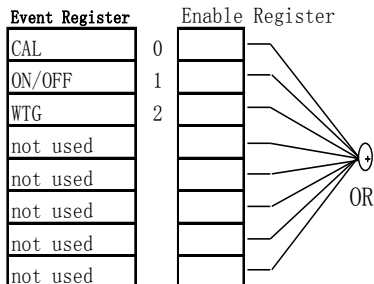 Event Register Enable Register
CAL 0
ON/OFF 1
WTG 2
not used
not used
not used
not used
not used
+
OR